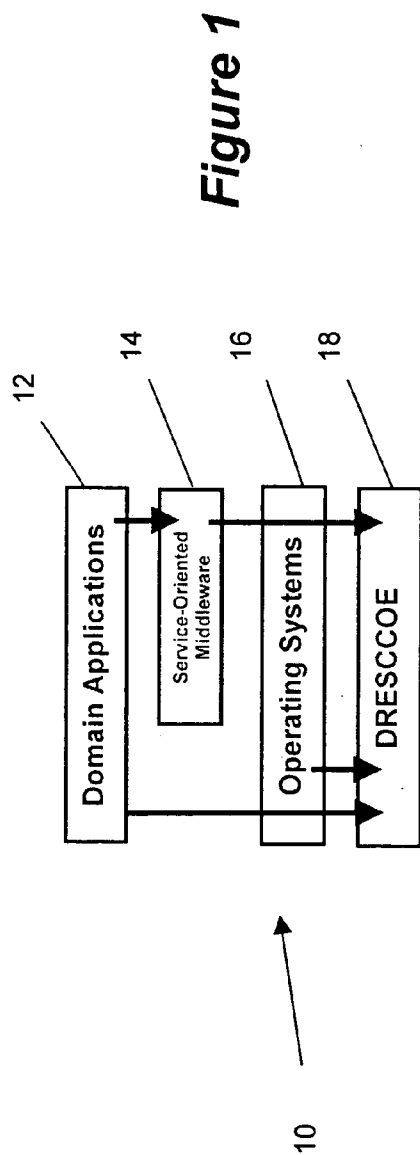 12
Domain Applications
14
Service-Oriented
Middleware
16
Operating Systems
18
DRESCCOE
10
Figure 1